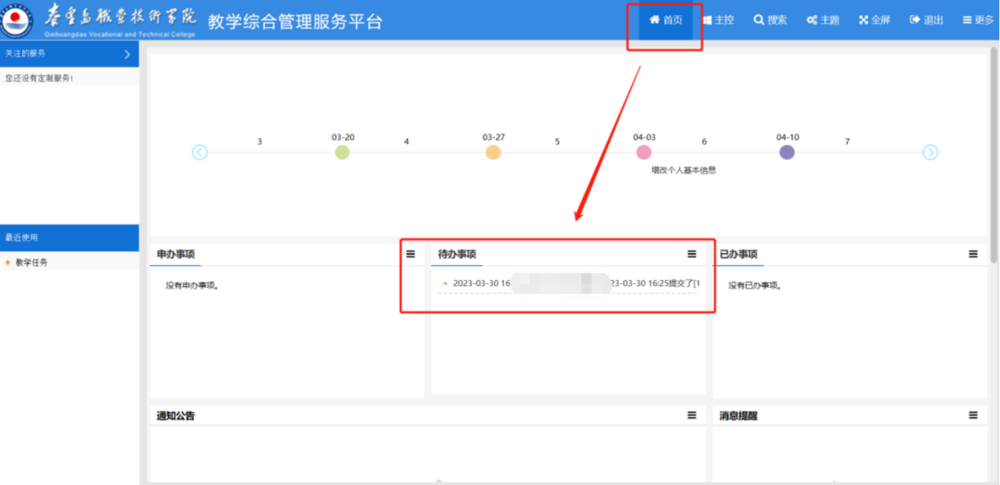 秦皇岛职业技术学院
Qinhuangdao Vocational and Technical College
教学综合管理服务平台
首页
主控
搜索
主题
全屏
退出
更多
关注的服务
您还没有定制服务!
3
03-20
4
03-27
5
04-03
6
04-10
7
增改个人基本信息
最近使用
教学任务
申办事项
没有申办事项。
待办事项
2023-03-30 16
23-03-30 16:25提交了[1
已办事项
没有已办事项。
通知公告
消息提醒